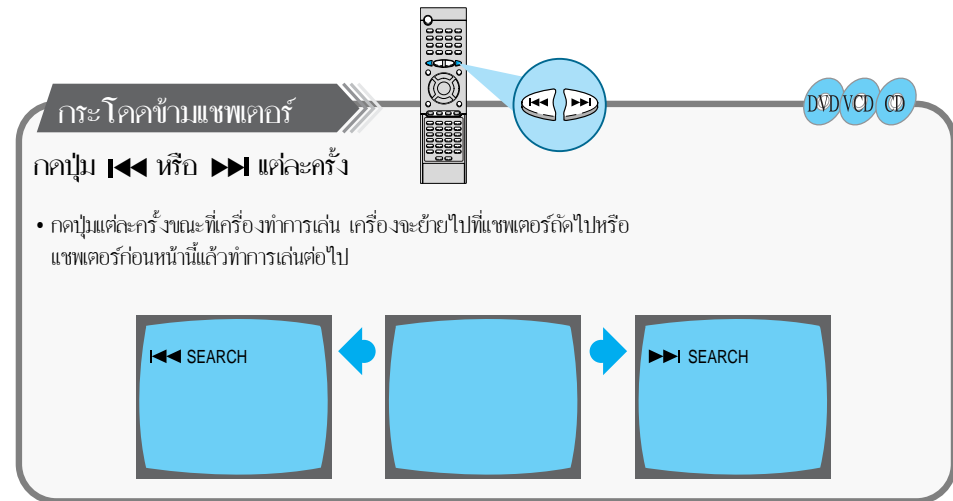 กระโดดข้ามแชพเตอร์
DVD VCD CD
กดปุ่ม |◀◀ หรือ ▶▶| แต่ละครั้ง
• กดปุ่มแต่ละครั้งขณะที่เครื่องทำการเล่น เครื่องจะย้ายไปที่แชพเตอร์ถัดไปหรือ
แชพเตอร์ก่อนหน้านี้แล้วทำการเล่นต่อไป
|◀◀ SEARCH
▶▶| SEARCH